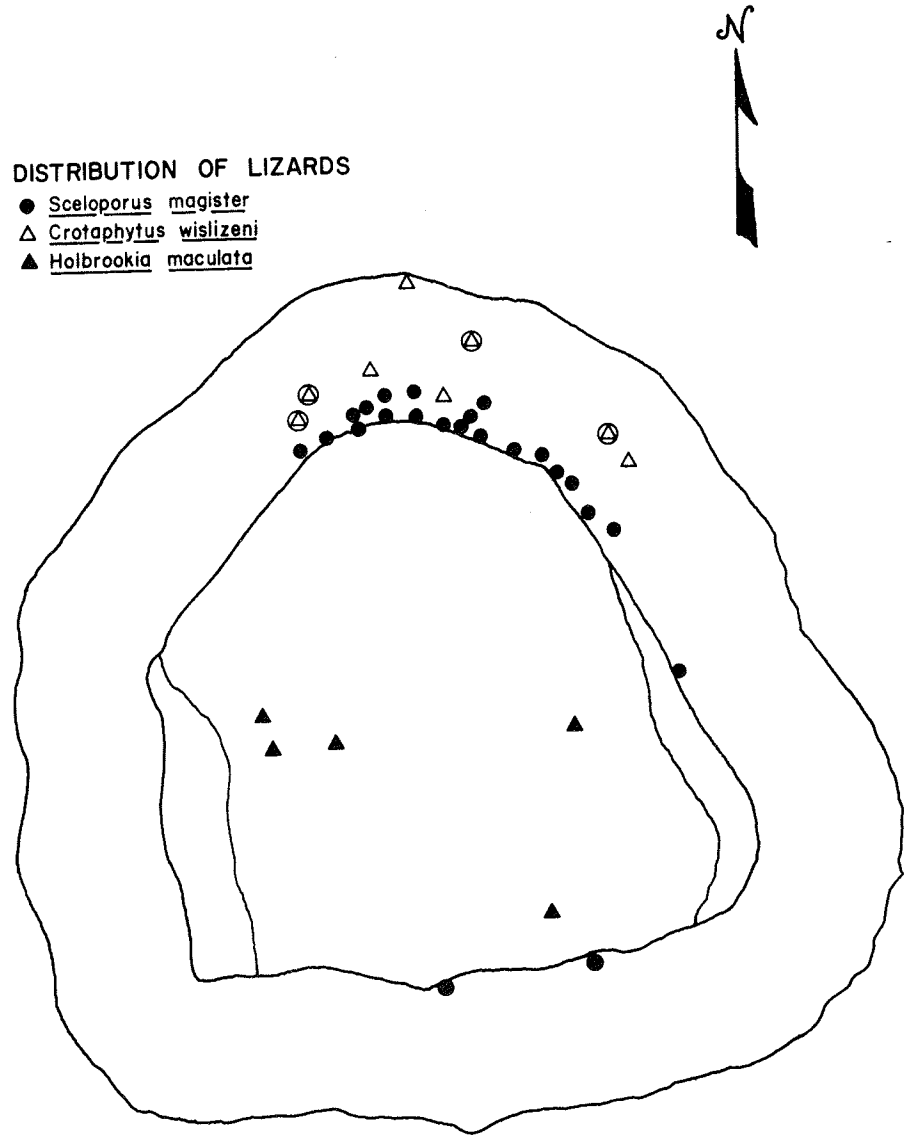 N
DISTRIBUTION OF LIZARDS
Sceloporus magister
Crotaphytus wislizeni
Holbrookia maculata